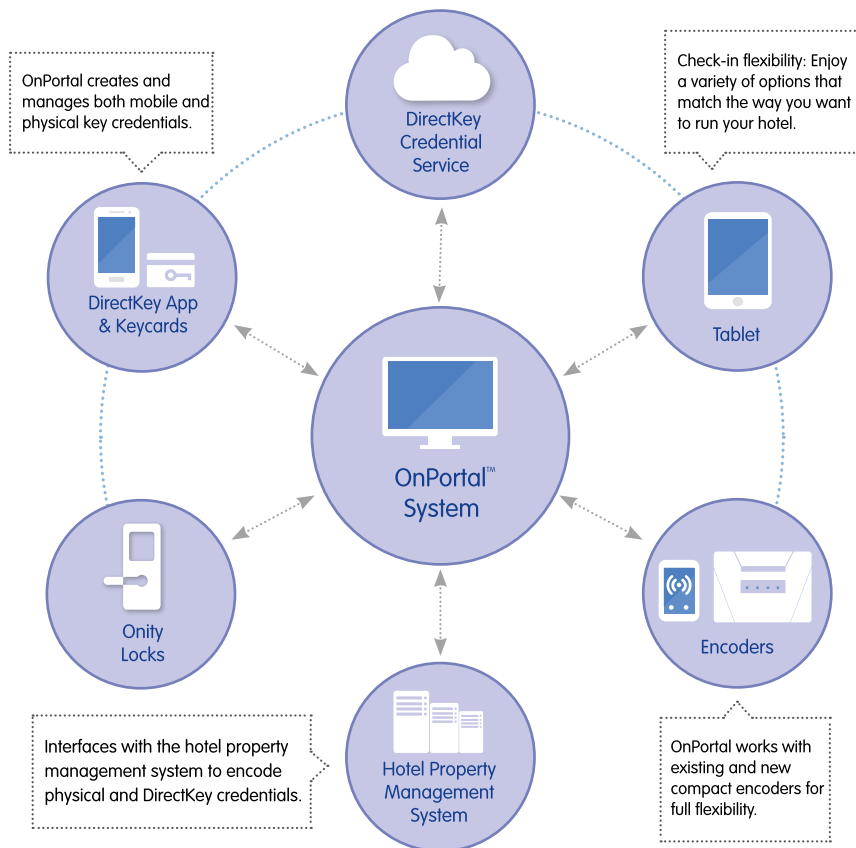 OnPortal creates and
manages both mobile and
physical key credentials.
DirectKey
Credential
Service
Check-in flexibility: Enjoy
a variety of options that
match the way you want
to run your hotel.
DirectKey App
& Keycards
Tablet
OnPortal™
System
Onity
Locks
Encoders
Interfaces with the hotel property
management system to encode
physical and DirectKey credentials.
Hotel Property
Management
System
OnPortal works with
existing and new
compact encoders for
full flexibility.